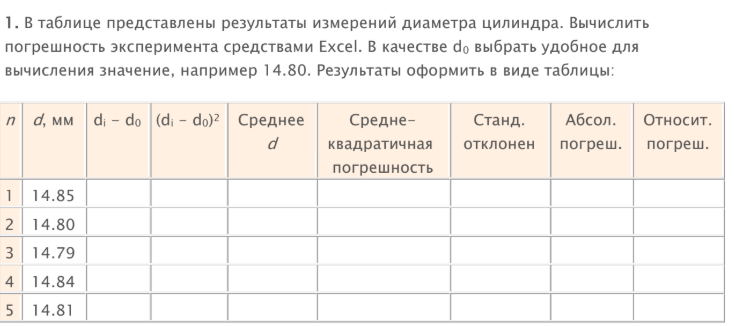 1. В таблице представлены результаты измерений диаметра цилиндра. Вычислить
погрешность эксперимента средствами Excel. В качестве d₀ выбрать удобное для
вычисления значение, например 14.80. Результаты оформить в виде таблицы:
n d, мм dᵢ – d₀ (dᵢ – d₀)² Среднее Средне- Станд. Абсол. Относит.
d квадратичная отклонен погреш. погреш.
погрешность
1 14.85
2 14.80
3 14.79
4 14.84
5 14.81